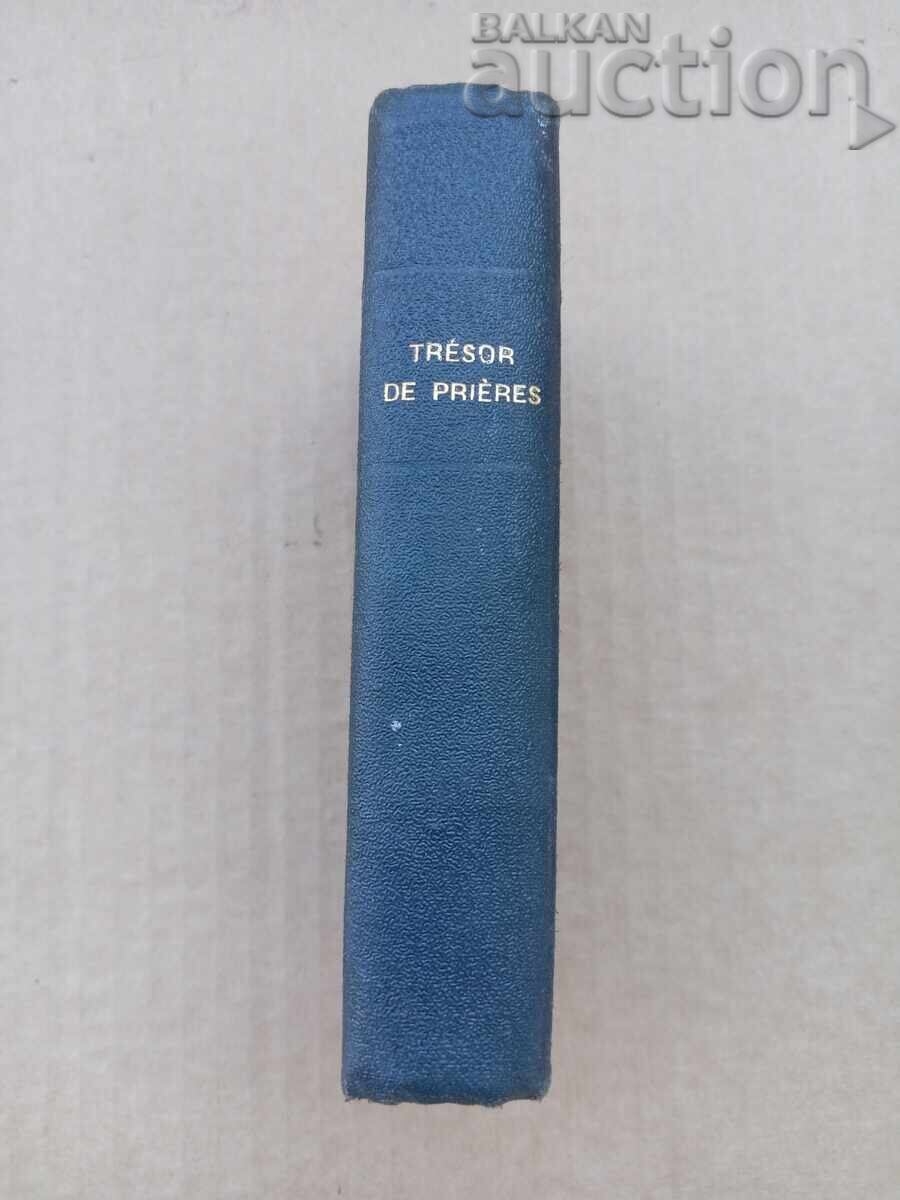 BALKAN
auction
TRÉSOR
DE PRIÈRES